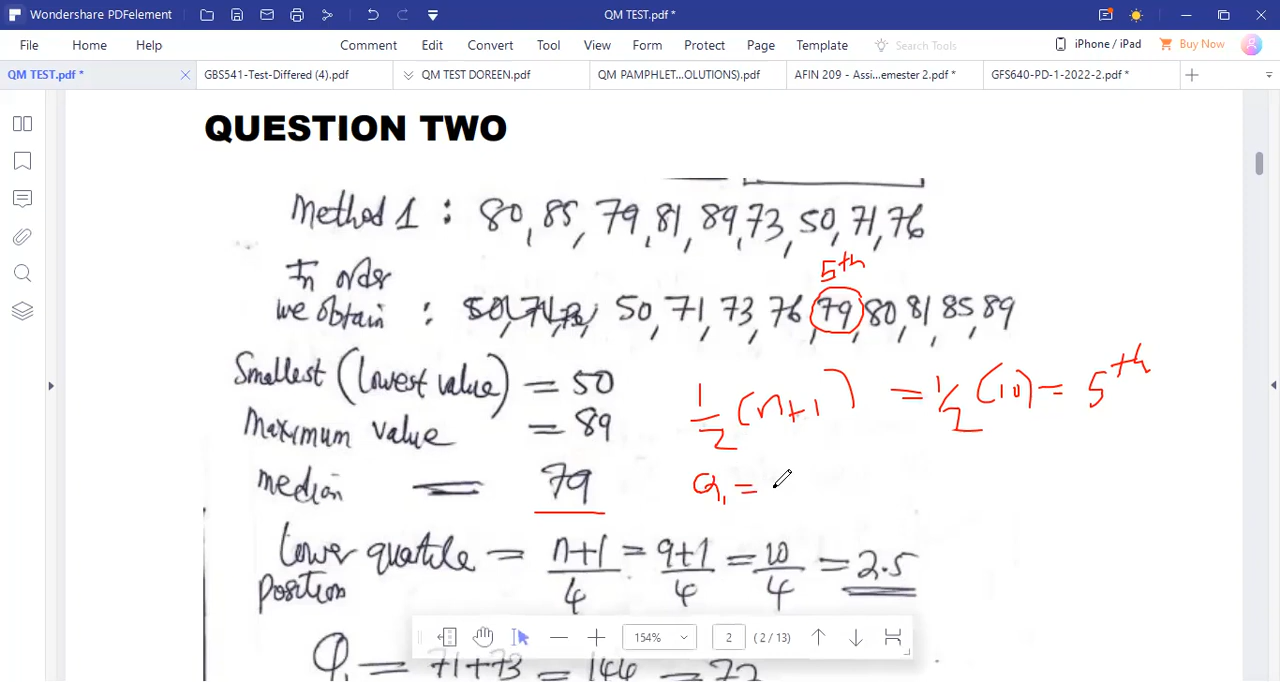 Wondershare PDFelement
QM TEST.pdf *
File Home Help Comment Edit Convert Tool View Form Protect Page Template Search Tools iPhone / iPad Buy Now
QM TEST.pdf * GBS541-Test-Differed (4).pdf QM TEST DOREEN.pdf QM PAMPHLET...OLUTIONS).pdf AFIN 209 - Assi...emester 2.pdf * GFS640-PD-1-2022-2.pdf *
QUESTION TWO
Method 1 : 80, 85, 79, 81, 89, 73, 50, 71, 76
5th
In order
we obtain : 50, 71, 73, 76, 79, 80, 81, 85, 89
Smallest (lowest value) = 50
1/2 (n+1) = 1/2 (10) = 5th
Maximum value = 89
median = 79
Q1 =
Lower quartile = n+1/4 = 9+1/4 = 10/4 = 2.5
position
154% 2 (2 / 13)
Q1 = 71+73 = 144 = 72